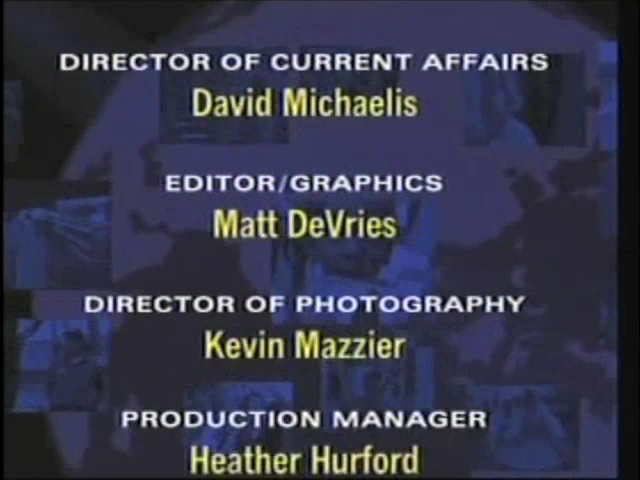 DIRECTOR OF CURRENT AFFAIRS
David Michaelis
EDITOR/GRAPHICS
Matt DeVries
DIRECTOR OF PHOTOGRAPHY
Kevin Mazzier
PRODUCTION MANAGER
Heather Hurford